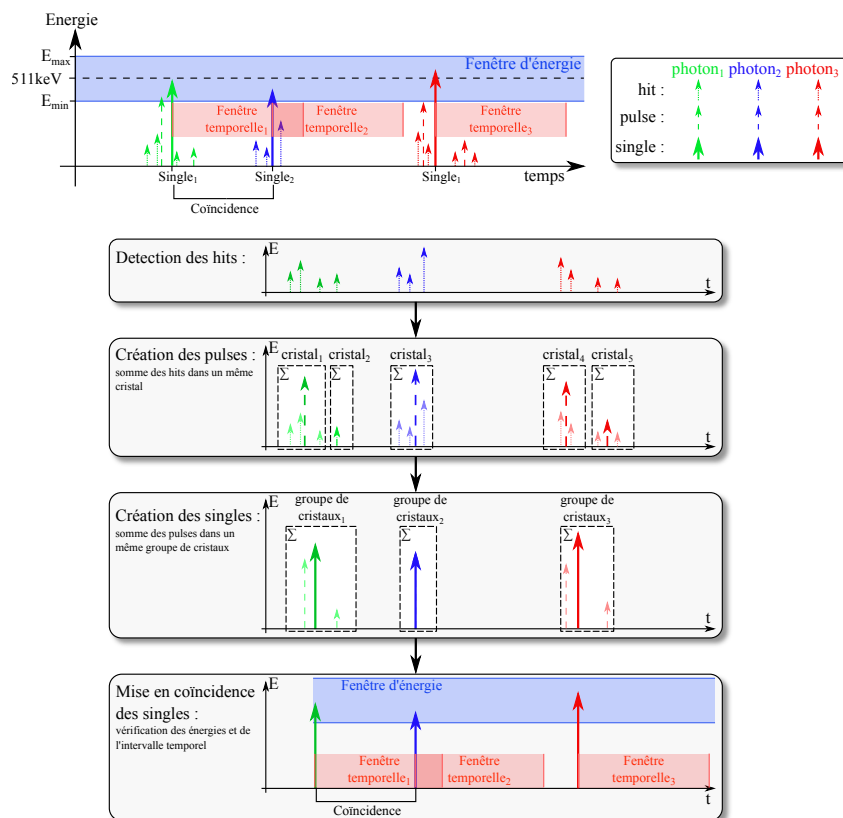 Energie
E_max
Fenêtre d'énergie
511keV
E_min
Fenêtre temporelle₁
Fenêtre temporelle₂
Fenêtre temporelle₃
Single₁
Single₂
Single₁
temps
Coïncidence
photon₁ photon₂ photon₃
hit :
pulse :
single :
Detection des hits :
E
t
Création des pulses :
somme des hits dans un même
cristal
E
cristal₁ cristal₂ cristal₃ cristal₄ cristal₅
Σ Σ Σ Σ Σ
t
Création des singles :
somme des pulses dans un
même groupe de cristaux
E
groupe de cristaux₁
groupe de cristaux₂
groupe de cristaux₃
Σ Σ Σ
t
Mise en coïncidence
des singles :
vérification des énergies et de
l'intervalle temporel
E
Fenêtre d'énergie
Fenêtre temporelle₁
Fenêtre temporelle₂
Fenêtre temporelle₃
t
Coïncidence